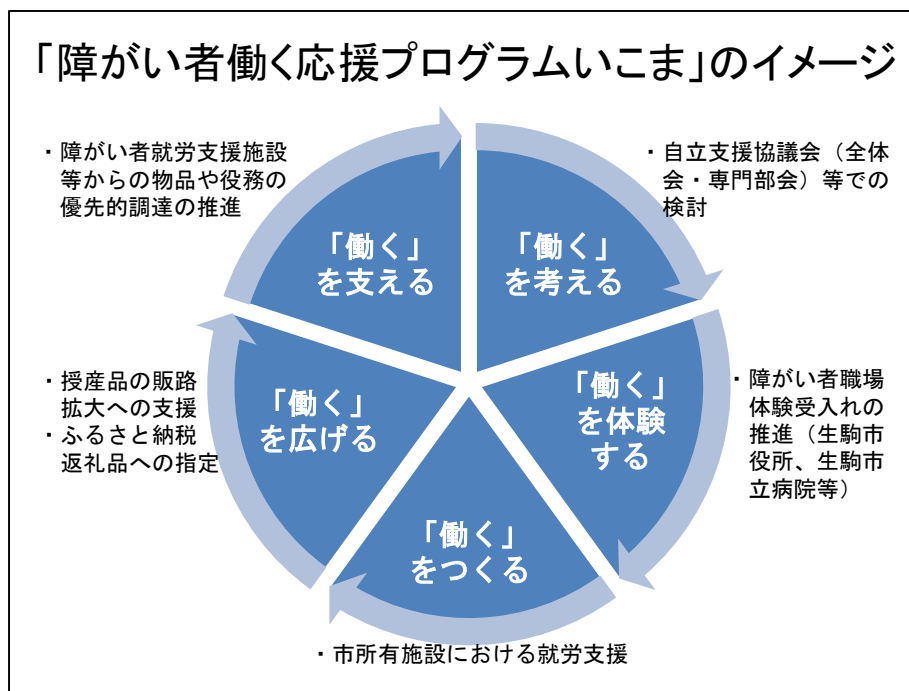 「障がい者働く応援プログラムいこま」のイメージ
・障がい者就労支援施設
等からの物品や役務の
優先的調達の推進
・自立支援協議会（全体
会・専門部会）等での
検討
「働く」
を支える
「働く」
を考える
・授産品の販路
拡大への支援
・ふるさと納税
返礼品への指定
「働く」
を広げる
「働く」
を体験
する
・障がい者職場
体験受入れの
推進（生駒市
役所、生駒市
立病院等）
「働く」
をつくる
・市所有施設における就労支援